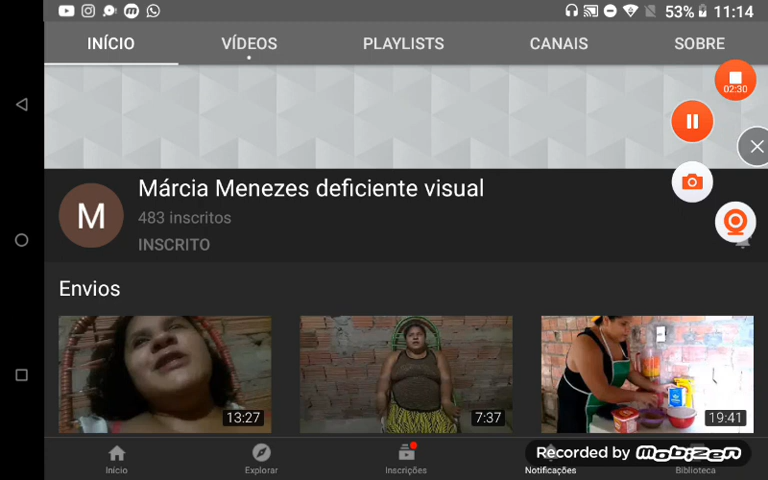 53% 11:14
INÍCIO VÍDEOS PLAYLISTS CANAIS SOBRE
02:30
M
Márcia Menezes deficiente visual
483 inscritos
INSCRITO
Envios
13:27 7:37 19:41
Recorded by Mobizen
Início Explorar Inscrições Notificações Biblioteca